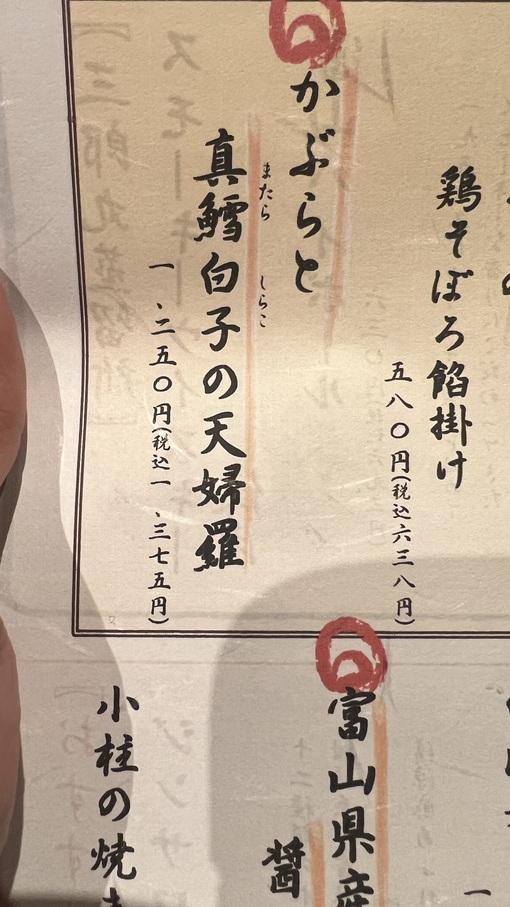 鶏そぼろ餡掛け
五八〇円(税込六三八円)
かぶらと
またら しらこ
真鱈白子の天婦羅
一、二五〇円(税込一、三七五円)
富山県産
醤
小柱の焼き